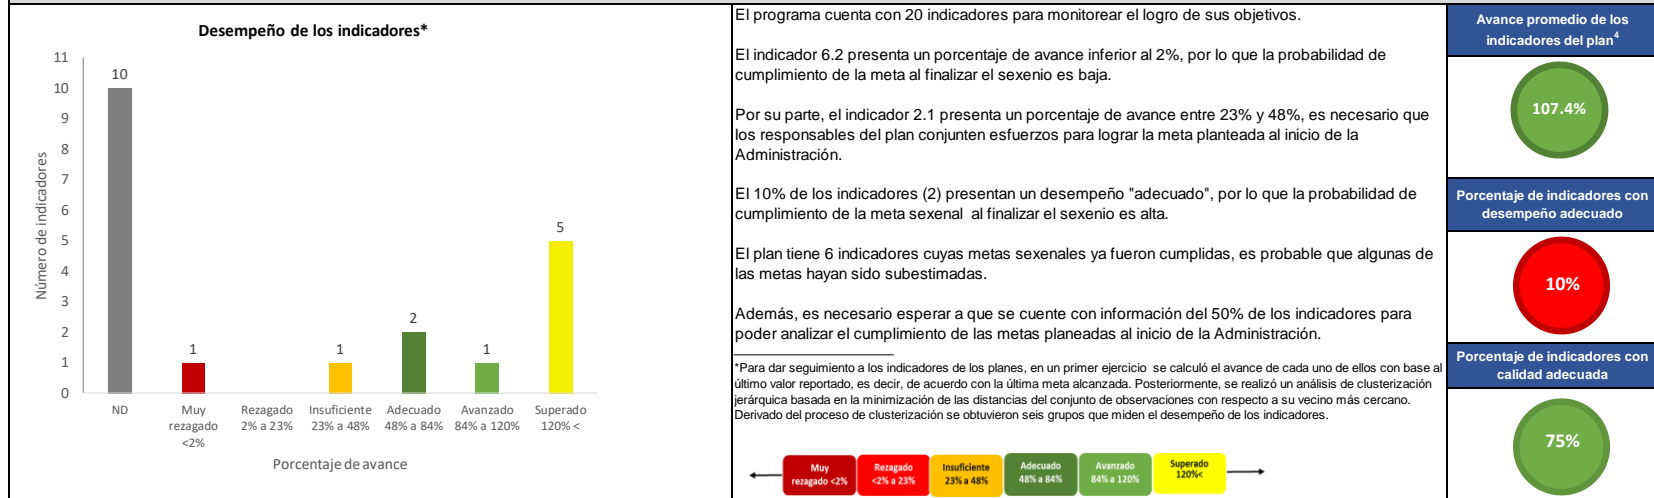 Desempeño de los indicadores*
11
10
9
8
7
6
5
4
3
2
1
0
Número de indicadores
10
1
1
2
1
5
ND
Muy
rezagado
<2%
Rezagado
2% a 23%
Insuficiente
23% a 48%
Adecuado
48% a 84%
Avanzado
84% a 120%
Superado
120% <
Porcentaje de avance
El programa cuenta con 20 indicadores para monitorear el logro de sus objetivos.
El indicador 6.2 presenta un porcentaje de avance inferior al 2%, por lo que la probabilidad de
cumplimiento de la meta al finalizar el sexenio es baja.
Por su parte, el indicador 2.1 presenta un porcentaje de avance entre 23% y 48%, es necesario que
los responsables del plan conjunten esfuerzos para lograr la meta planteada al inicio de la
Administración.
El 10% de los indicadores (2) presentan un desempeño "adecuado", por lo que la probabilidad de
cumplimiento de la meta sexenal al finalizar el sexenio es alta.
El plan tiene 6 indicadores cuyas metas sexenales ya fueron cumplidas, es probable que algunas de
las metas hayan sido subestimadas.
Además, es necesario esperar a que se cuente con información del 50% de los indicadores para
poder analizar el cumplimiento de las metas planeadas al inicio de la Administración.
*Para dar seguimiento a los indicadores de los planes, en un primer ejercicio se calculó el avance de cada uno de ellos con base al
último valor reportado, es decir, de acuerdo con la última meta alcanzada. Posteriormente, se realizó un análisis de clusterización
jerárquica basada en la minimización de las distancias del conjunto de observaciones con respecto a su vecino más cercano.
Derivado del proceso de clusterización se obtuvieron seis grupos que miden el desempeño de los indicadores.
Muy
rezagado <2%
Rezagado
<2% a 23%
Insuficiente
23% a 48%
Adecuado
48% a 84%
Avanzado
84% a 120%
Superado
120%<
Avance promedio de los
indicadores del plan4
107.4%
Porcentaje de indicadores con
desempeño adecuado
10%
Porcentaje de indicadores con
calidad adecuada
75%